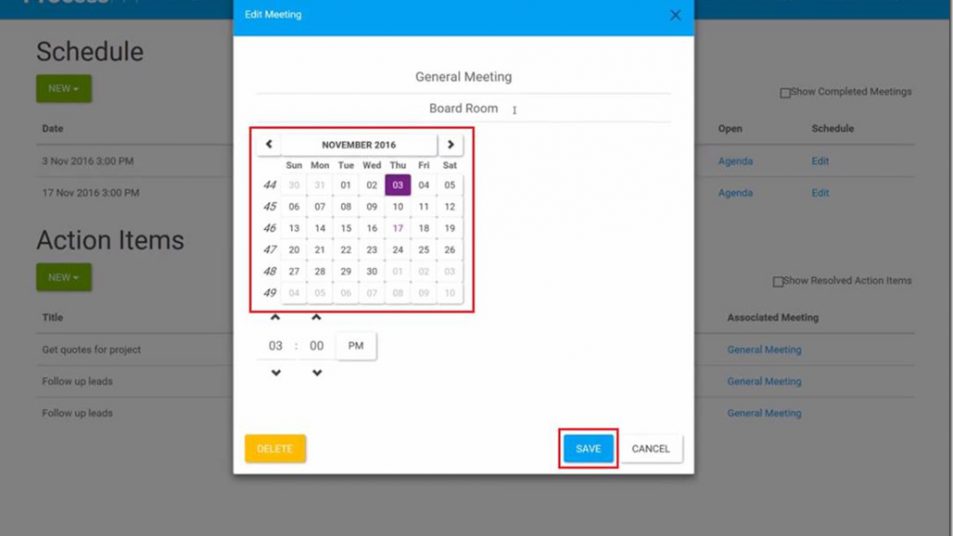 Edit Meeting
Schedule
NEW
Show Completed Meetings
Date
Open
Schedule
3 Nov 2016 3:00 PM
Agenda
Edit
17 Nov 2016 3:00 PM
Agenda
Edit
Action Items
NEW
Show Resolved Action Items
Title
Associated Meeting
Get quotes for project
General Meeting
Follow up leads
General Meeting
Follow up leads
General Meeting
General Meeting
Board Room
NOVEMBER 2016
Sun Mon Tue Wed Thu Fri Sat
44 30 31 01 02 03 04 05
45 06 07 08 09 10 11 12
46 13 14 15 16 17 18 19
47 20 21 22 23 24 25 26
48 27 28 29 30 01 02 03
49 04 05 06 07 08 09 10
03 : 00 PM
DELETE
SAVE
CANCEL